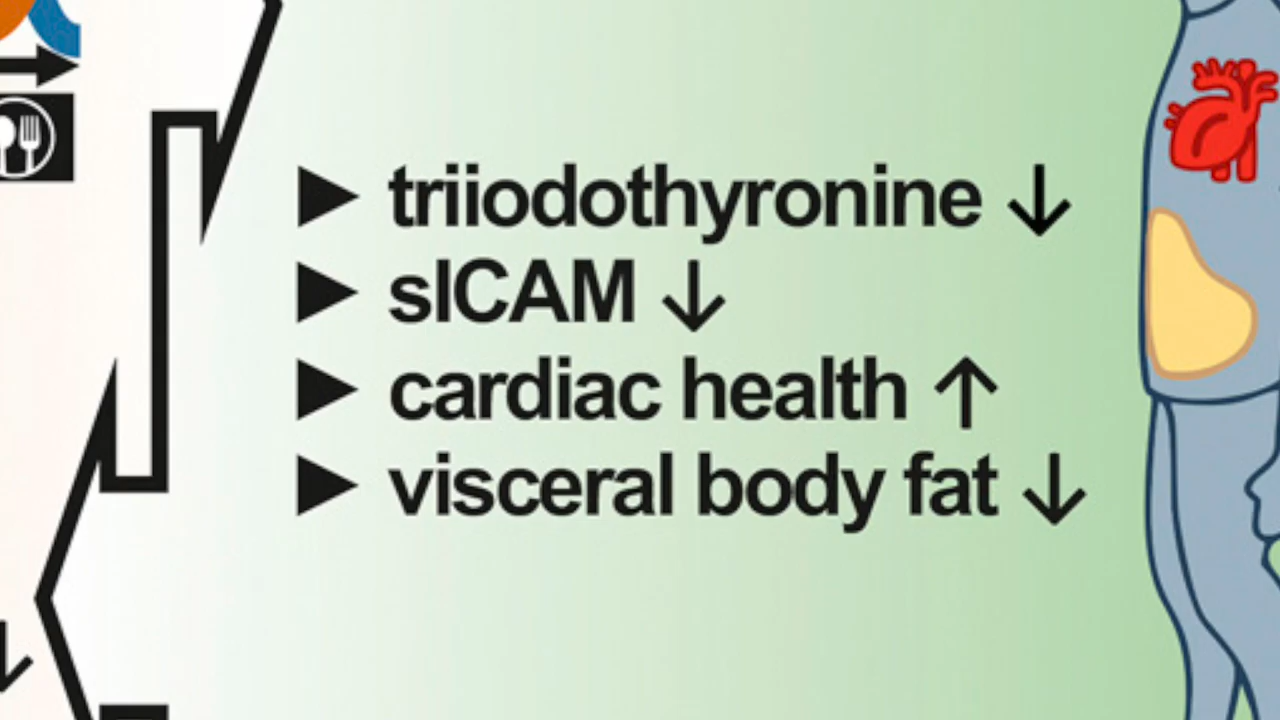 ► triiodothyronine ↓
► sICAM ↓
► cardiac health ↑
► visceral body fat ↓